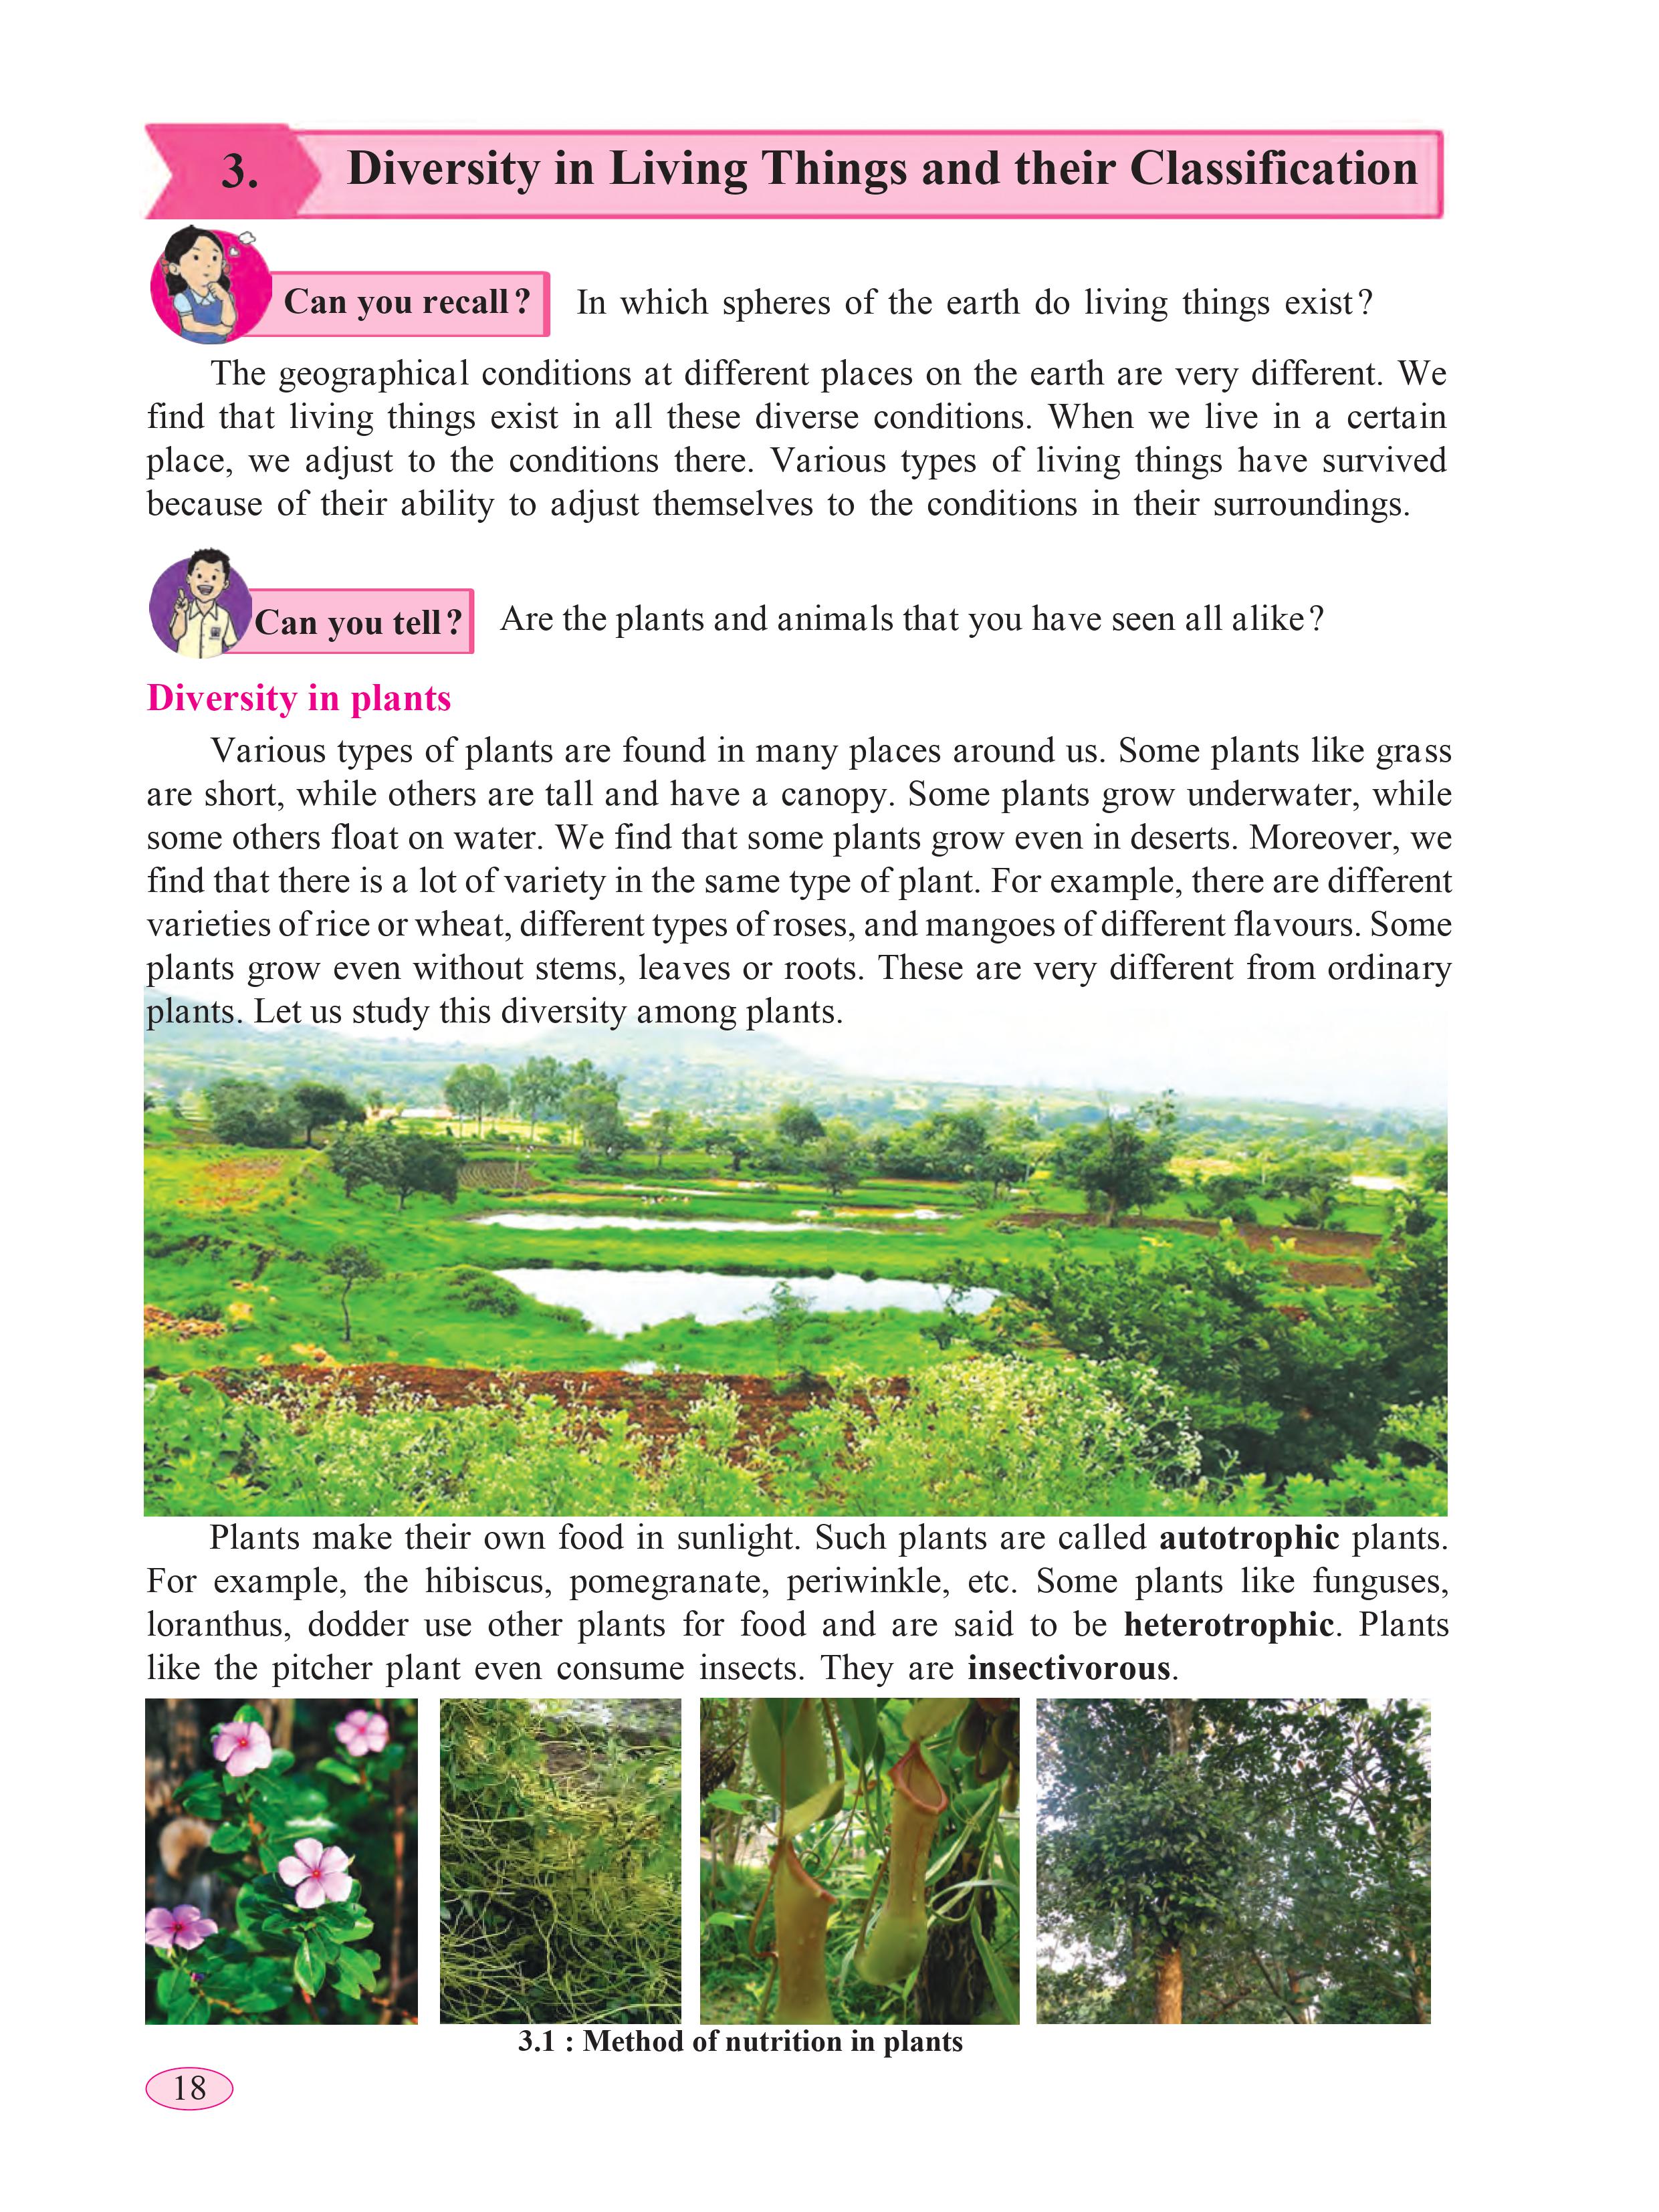 3.
Diversity in Living Things and their Classification
Can you recall?
In which spheres of the earth do living things exist?
The geographical conditions at different places on the earth are very different. We
find that living things exist in all these diverse conditions. When we live in a certain
place, we adjust to the conditions there. Various types of living things have survived
because of their ability to adjust themselves to the conditions in their surroundings.
Can you tell?
Are the plants and animals that you have seen all alike?
Diversity in plants
Various types of plants are found in many places around us. Some plants like grass
are short, while others are tall and have a canopy. Some plants grow underwater, while
some others float on water. We find that some plants grow even in deserts. Moreover, we
find that there is a lot of variety in the same type of plant. For example, there are different
varieties of rice or wheat, different types of roses, and mangoes of different flavours. Some
plants grow even without stems, leaves or roots. These are very different from ordinary
plants. Let us study this diversity among plants.
Plants make their own food in sunlight. Such plants are called autotrophic plants.
For example, the hibiscus, pomegranate, periwinkle, etc. Some plants like funguses,
loranthus, dodder use other plants for food and are said to be heterotrophic. Plants
like the pitcher plant even consume insects. They are insectivorous.
3.1 : Method of nutrition in plants
18